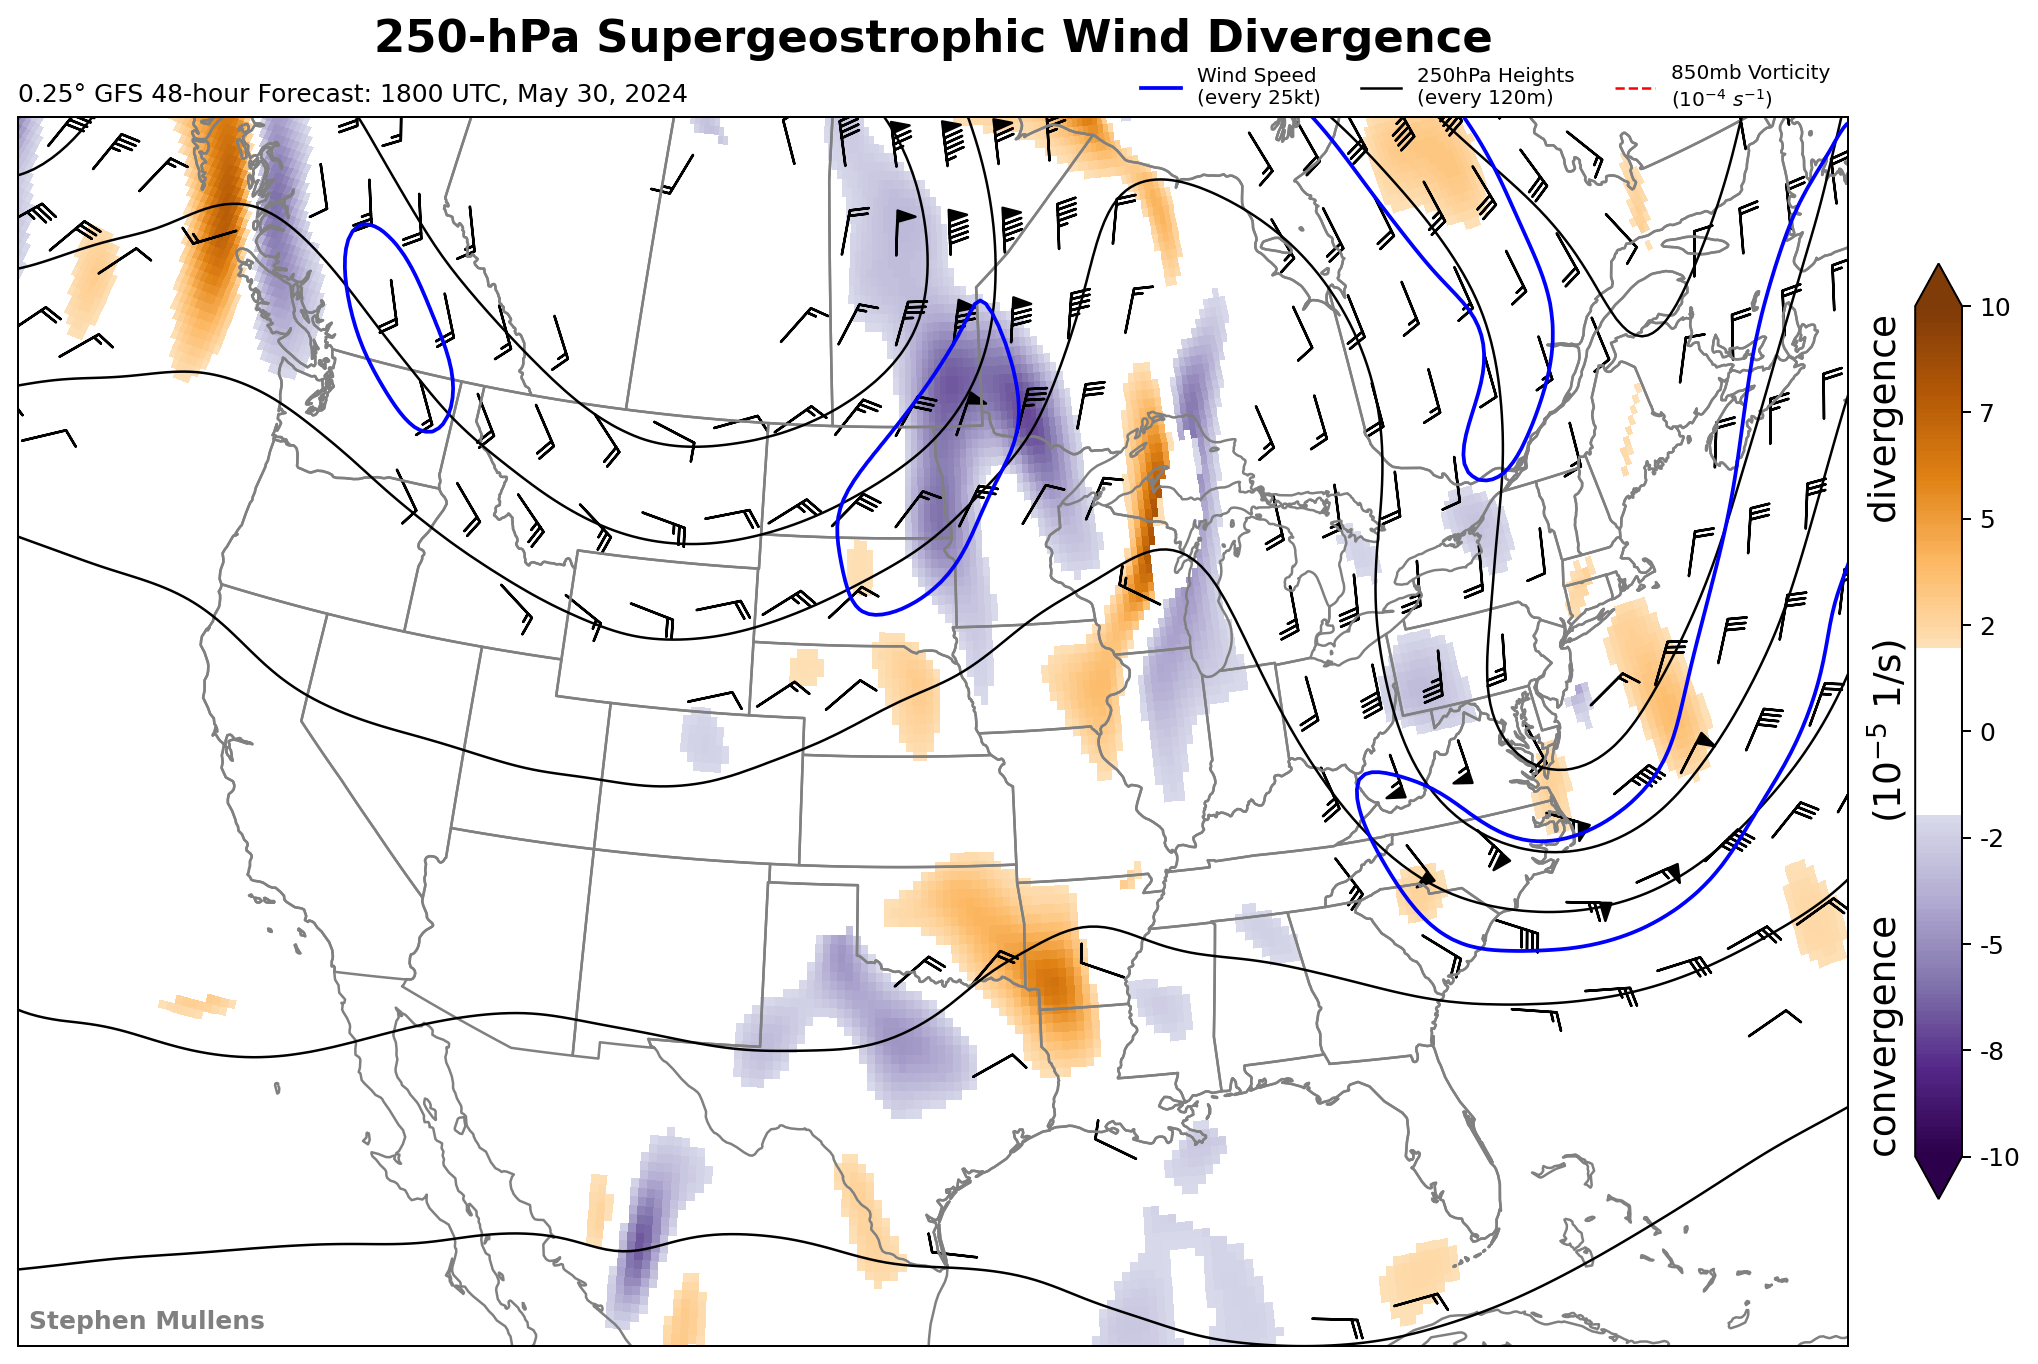 250-hPa Supergeostrophic Wind Divergence
0.25° GFS 48-hour Forecast: 1800 UTC, May 30, 2024
Wind Speed
(every 25kt)
250hPa Heights
(every 120m)
850mb Vorticity
(10⁻⁴ s⁻¹)
10
7
5
2
0
-2
-5
-8
-10
convergence (10⁻⁵ 1/s) divergence
Stephen Mullens